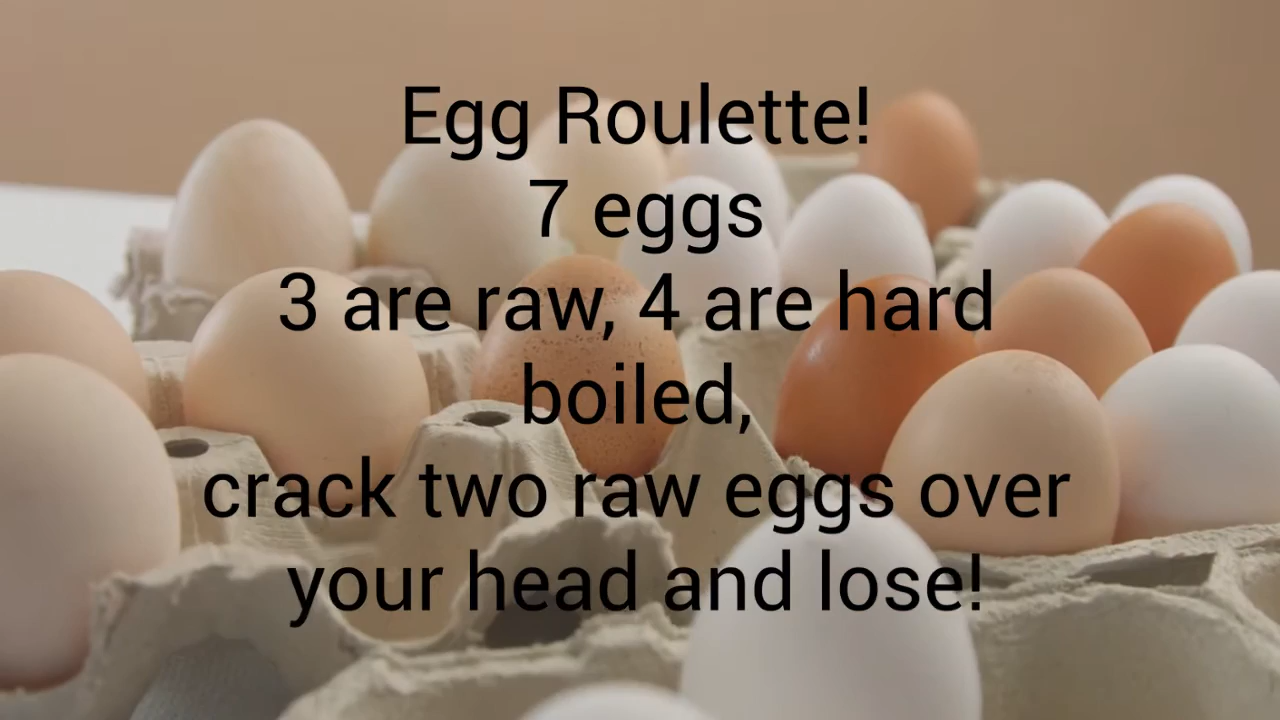 Egg Roulette!
7 eggs
3 are raw, 4 are hard
boiled,
crack two raw eggs over
your head and lose!